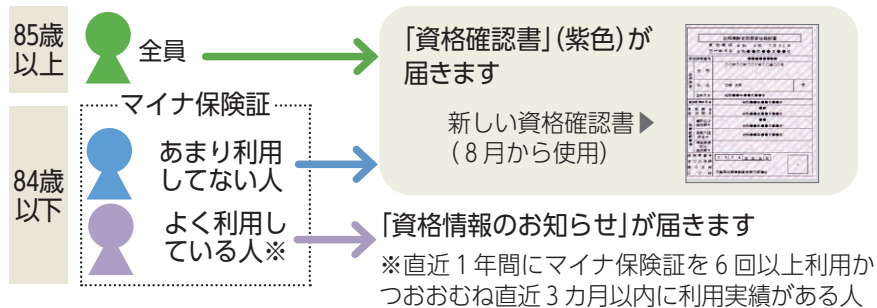 85歳
以上
全員
「資格確認書」(紫色)が
届きます
新しい資格確認書▶
(8月から使用)
84歳
以下
マイナ保険証
あまり利用
してない人
よく利用し
ている人※
「資格情報のお知らせ」が届きます
※直近1年間にマイナ保険証を6回以上利用か
つおおむね直近3カ月以内に利用実績がある人